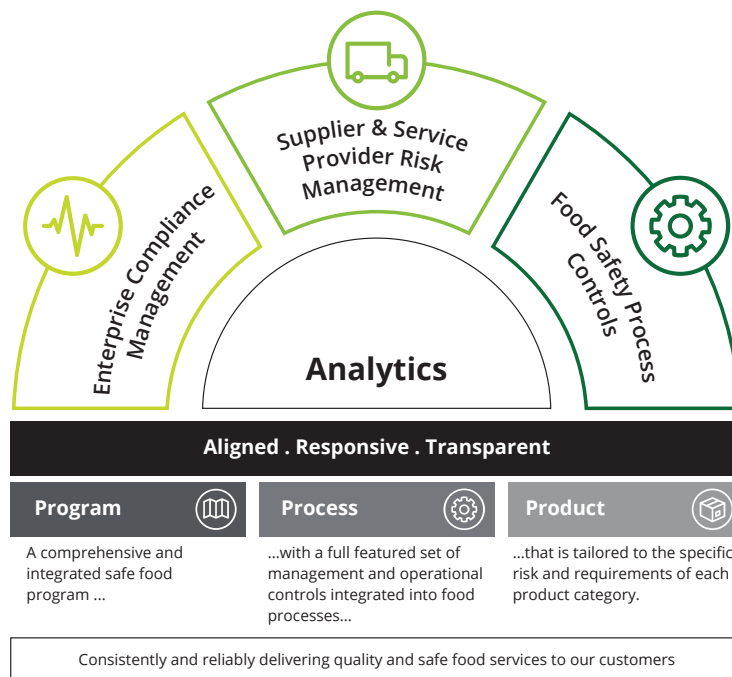 Supplier & Service
Provider Risk
Management
Enterprise Compliance
Management
Food Safety Process
Controls
Analytics
Aligned . Responsive . Transparent
Program
A comprehensive and
integrated safe food
program ...
Process
...with a full featured set of
management and operational
controls integrated into food
processes...
Product
...that is tailored to the specific
risk and requirements of each
product category.
Consistently and reliably delivering quality and safe food services to our customers